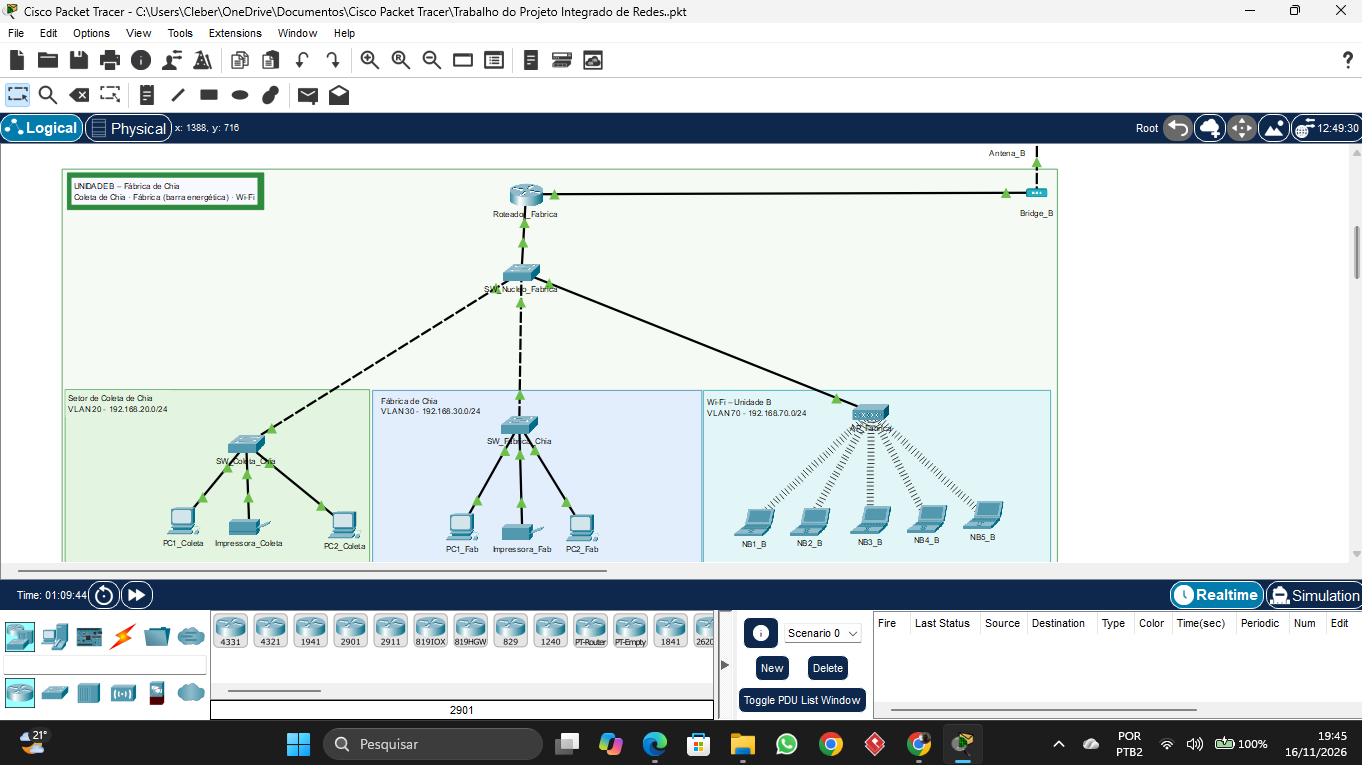 Cisco Packet Tracer - C:\Users\Cleber\OneDrive\Documentos\Cisco Packet Tracer\Trabalho do Projeto Integrado de Redes..pkt
File Edit Options View Tools Extensions Window Help
Logical Physical x: 1388, y: 716 Root 12:49:30
Antena_B
UNIDADE B – Fábrica de Chia
Coleta de Chia · Fábrica (barra energética) · Wi-Fi
Roteador_Fabrica
Bridge_B
SW_Nucleo_Fabrica
Setor de Coleta de Chia
VLAN 20 - 192.168.20.0/24
Fábrica de Chia
VLAN 30 - 192.168.30.0/24
Wi-Fi – Unidade B
VLAN 70 - 192.168.70.0/24
SW_Coleta_Chia
SW_Fabrica_Chia
AP_Fabrica
PC1_Coleta
Impressora_Coleta
PC2_Coleta
PC1_Fab
Impressora_Fab
PC2_Fab
NB1_B
NB2_B
NB3_B
NB4_B
NB5_B
Time: 01:09:44 Realtime Simulation
4331 4321 1941 2901 2911 819IOX 819HGW 829 1240 PT-Router PT-Empty 1841 2620
2901
Scenario 0
New Delete
Toggle PDU List Window
Fire Last Status Source Destination Type Color Time(sec) Periodic Num Edit
21°
Pesquisar
POR
PTB2
100%
19:45
16/11/2026